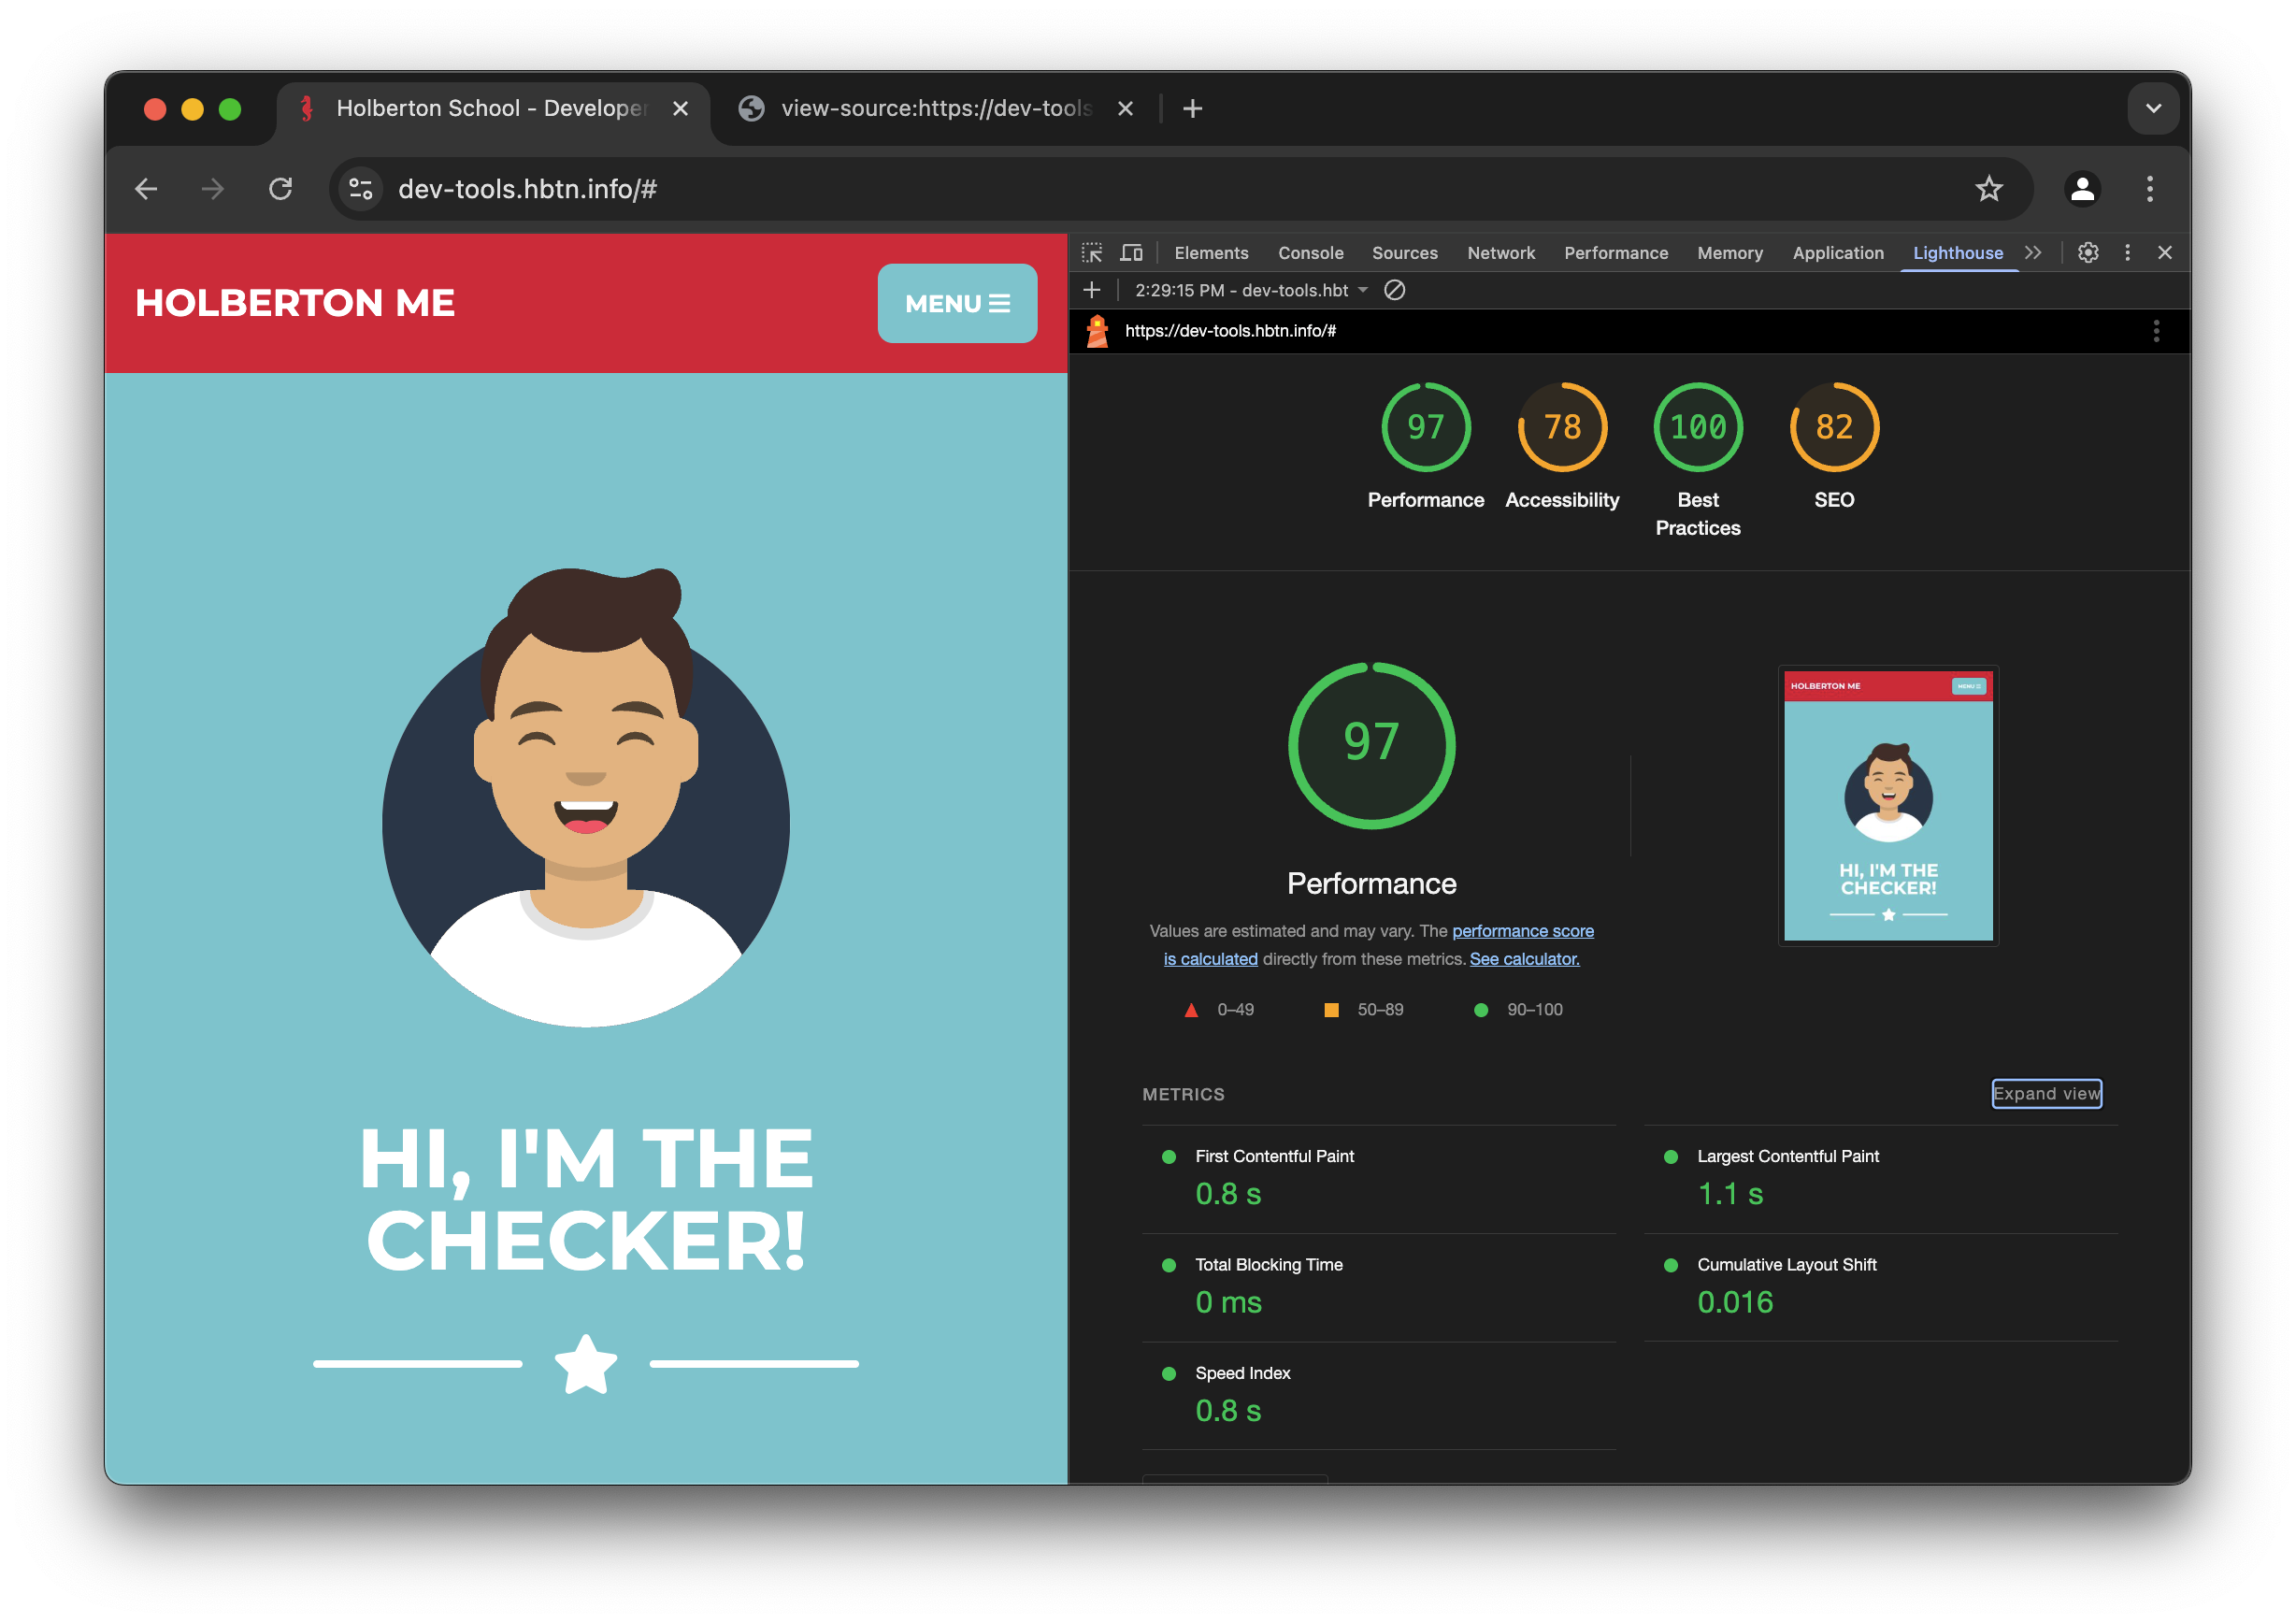 Holberton School - Develope
view-source:https://dev-tools
dev-tools.hbtn.info/#
HOLBERTON ME
MENU
HI, I'M THE
CHECKER!
Elements Console Sources Network Performance Memory Application Lighthouse
2:29:15 PM - dev-tools.hbt
https://dev-tools.hbtn.info/#
97 78 100 82
Performance Accessibility Best Practices SEO
97
Performance
Values are estimated and may vary. The performance score
is calculated directly from these metrics. See calculator.
0–49 50–89 90–100
HOLBERTON ME MENU
HI, I'M THE
CHECKER!
METRICS Expand view
First Contentful Paint
0.8 s
Largest Contentful Paint
1.1 s
Total Blocking Time
0 ms
Cumulative Layout Shift
0.016
Speed Index
0.8 s